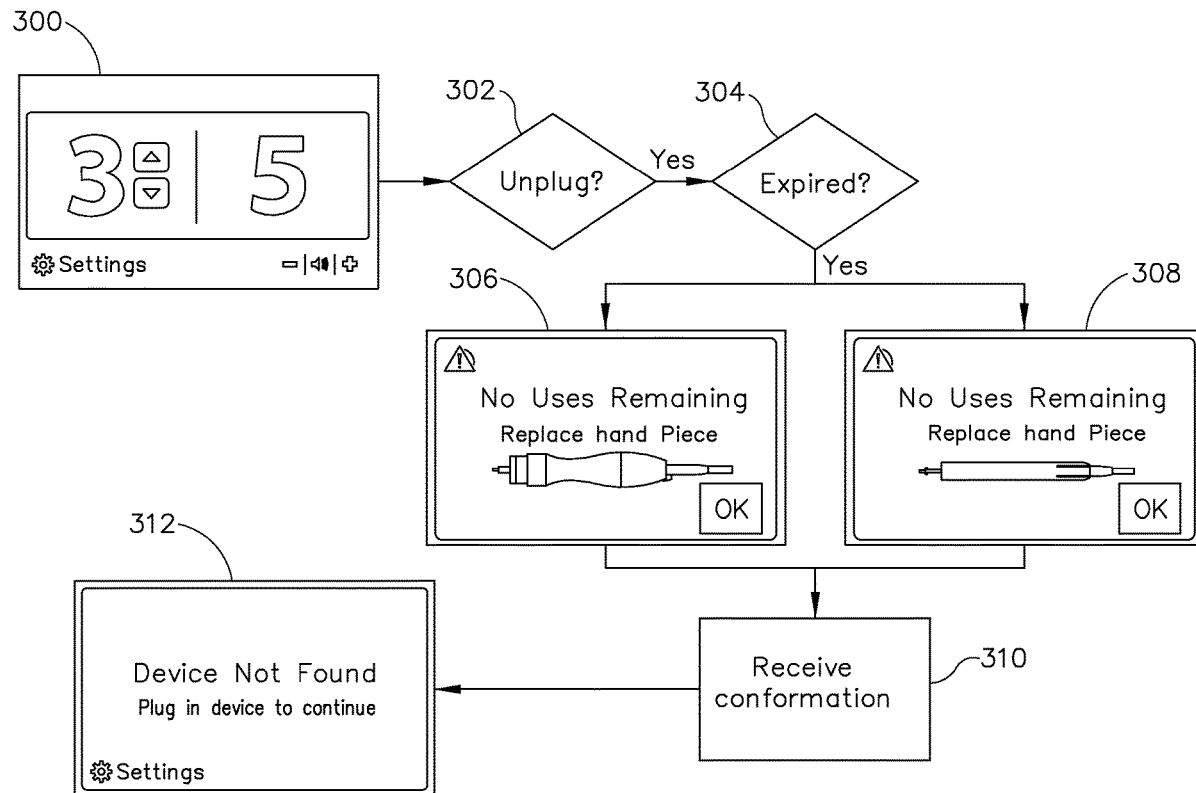 300
3 5
Settings
302
Unplug?
Yes
304
Expired?
Yes
306
No Uses Remaining
Replace hand Piece
OK
308
No Uses Remaining
Replace hand Piece
OK
310
Receive
conformation
312
Device Not Found
Plug in device to continue
Settings